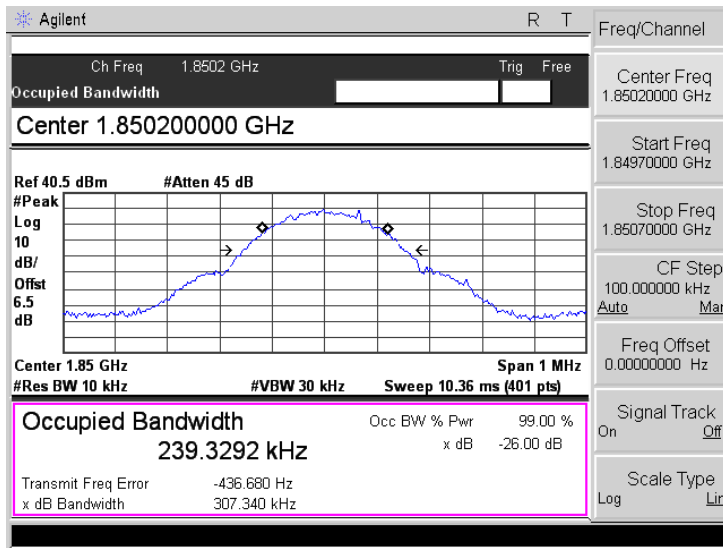 Agilent R T
Freq/Channel
Ch Freq 1.8502 GHz Trig Free
Occupied Bandwidth
Center 1.850200000 GHz
Ref 40.5 dBm #Atten 45 dB
#Peak
Log
10
dB/
Offst
6.5
dB
Center 1.85 GHz Span 1 MHz
#Res BW 10 kHz #VBW 30 kHz Sweep 10.36 ms (401 pts)
Occupied Bandwidth Occ BW % Pwr 99.00 %
239.3292 kHz x dB -26.00 dB
Transmit Freq Error -436.680 Hz
x dB Bandwidth 307.340 kHz
Center Freq
1.85020000 GHz
Start Freq
1.84970000 GHz
Stop Freq
1.85070000 GHz
CF Step
100.000000 kHz
Auto Man
Freq Offset
0.00000000 Hz
Signal Track
On Off
Scale Type
Log Lin